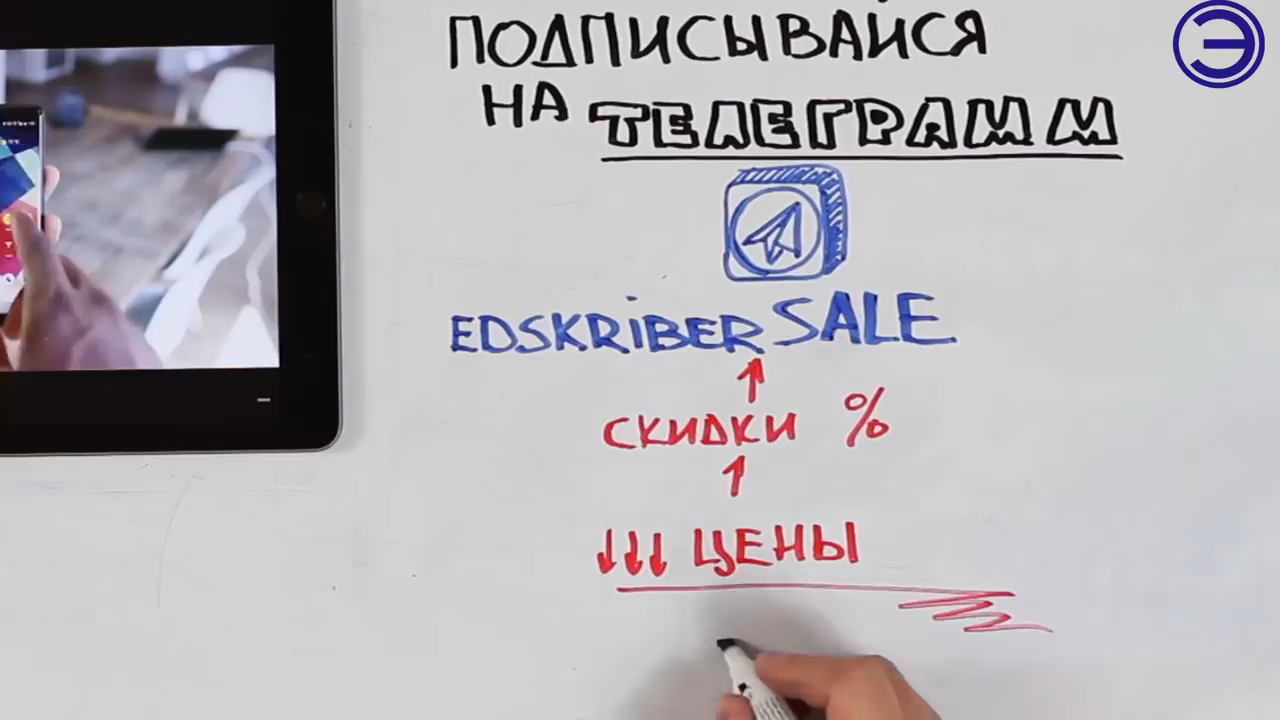 ПОДПИСЫВАЙСЯ
НА ТЕЛЕГРАММ
EDSKRIBER SALE
СКИДКИ %
ЦЕНЫ
Э